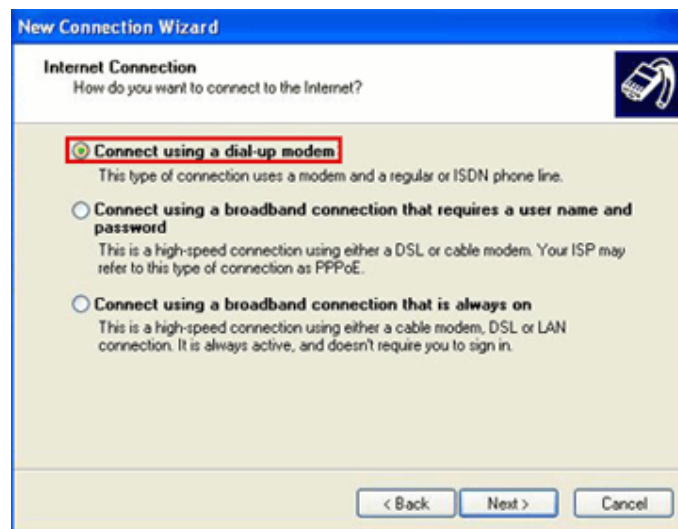 New Connection Wizard
Internet Connection
How do you want to connect to the Internet?
Connect using a dial-up modem
This type of connection uses a modem and a regular or ISDN phone line.
Connect using a broadband connection that requires a user name and
password
This is a high-speed connection using either a DSL or cable modem. Your ISP may
refer to this type of connection as PPPoE.
Connect using a broadband connection that is always on
This is a high-speed connection using either a cable modem, DSL or LAN
connection. It is always active, and doesn't require you to sign in.
< Back
Next >
Cancel